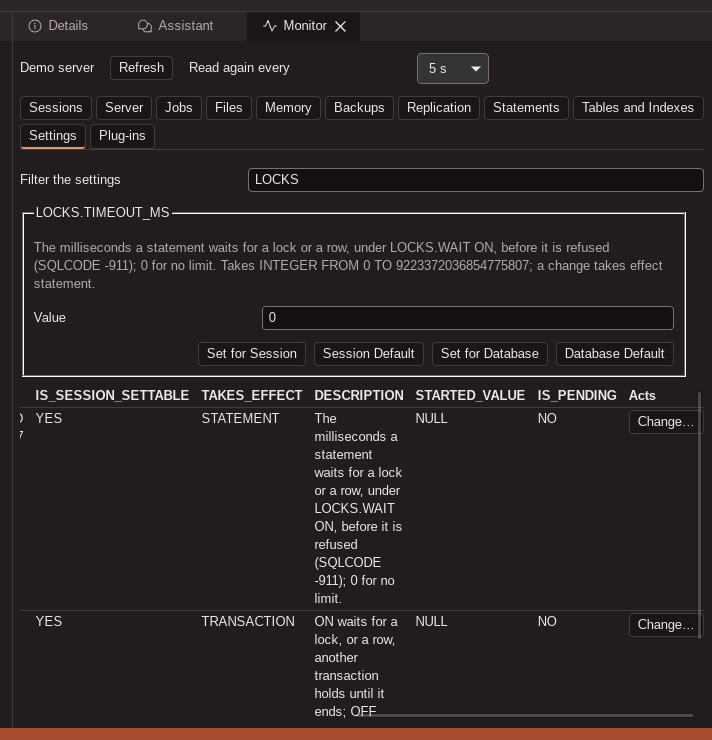 Details Assistant Monitor
Demo server Refresh Read again every 5 s
Sessions Server Jobs Files Memory Backups Replication Statements Tables and Indexes
Settings Plug-ins
Filter the settings LOCKS
LOCKS.TIMEOUT_MS
The milliseconds a statement waits for a lock or a row, under LOCKS.WAIT ON, before it is refused
(SQLCODE -911); 0 for no limit. Takes INTEGER FROM 0 TO 9223372036854775807; a change takes effect
statement.
Value 0
Set for Session Session Default Set for Database Database Default
IS_SESSION_SETTABLE TAKES_EFFECT DESCRIPTION STARTED_VALUE IS_PENDING Acts
YES STATEMENT The NULL NO Change...
7 milliseconds a
statement
waits for a lock
or a row, under
LOCKS.WAIT
ON, before it is
refused
(SQLCODE
-911); 0 for no
limit.
YES TRANSACTION ON waits for a NULL NO Change...
lock, or a row,
another
transaction
holds until it
ends; OFF